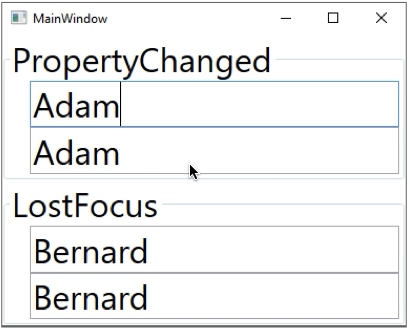 MainWindow
PropertyChanged
Adam
Adam
LostFocus
Bernard
Bernard